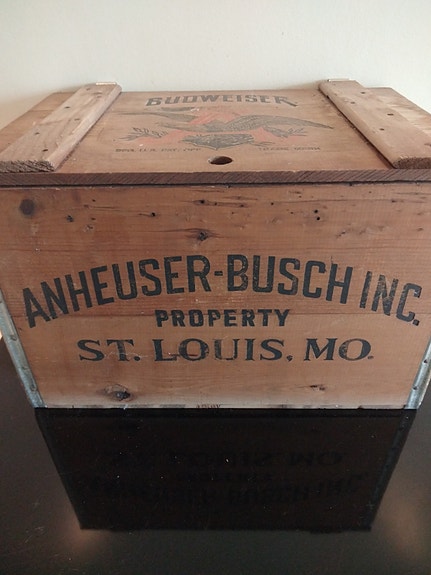 BUDWEISER
ANHEUSER-BUSCH INC.
PROPERTY
ST. LOUIS, MO.